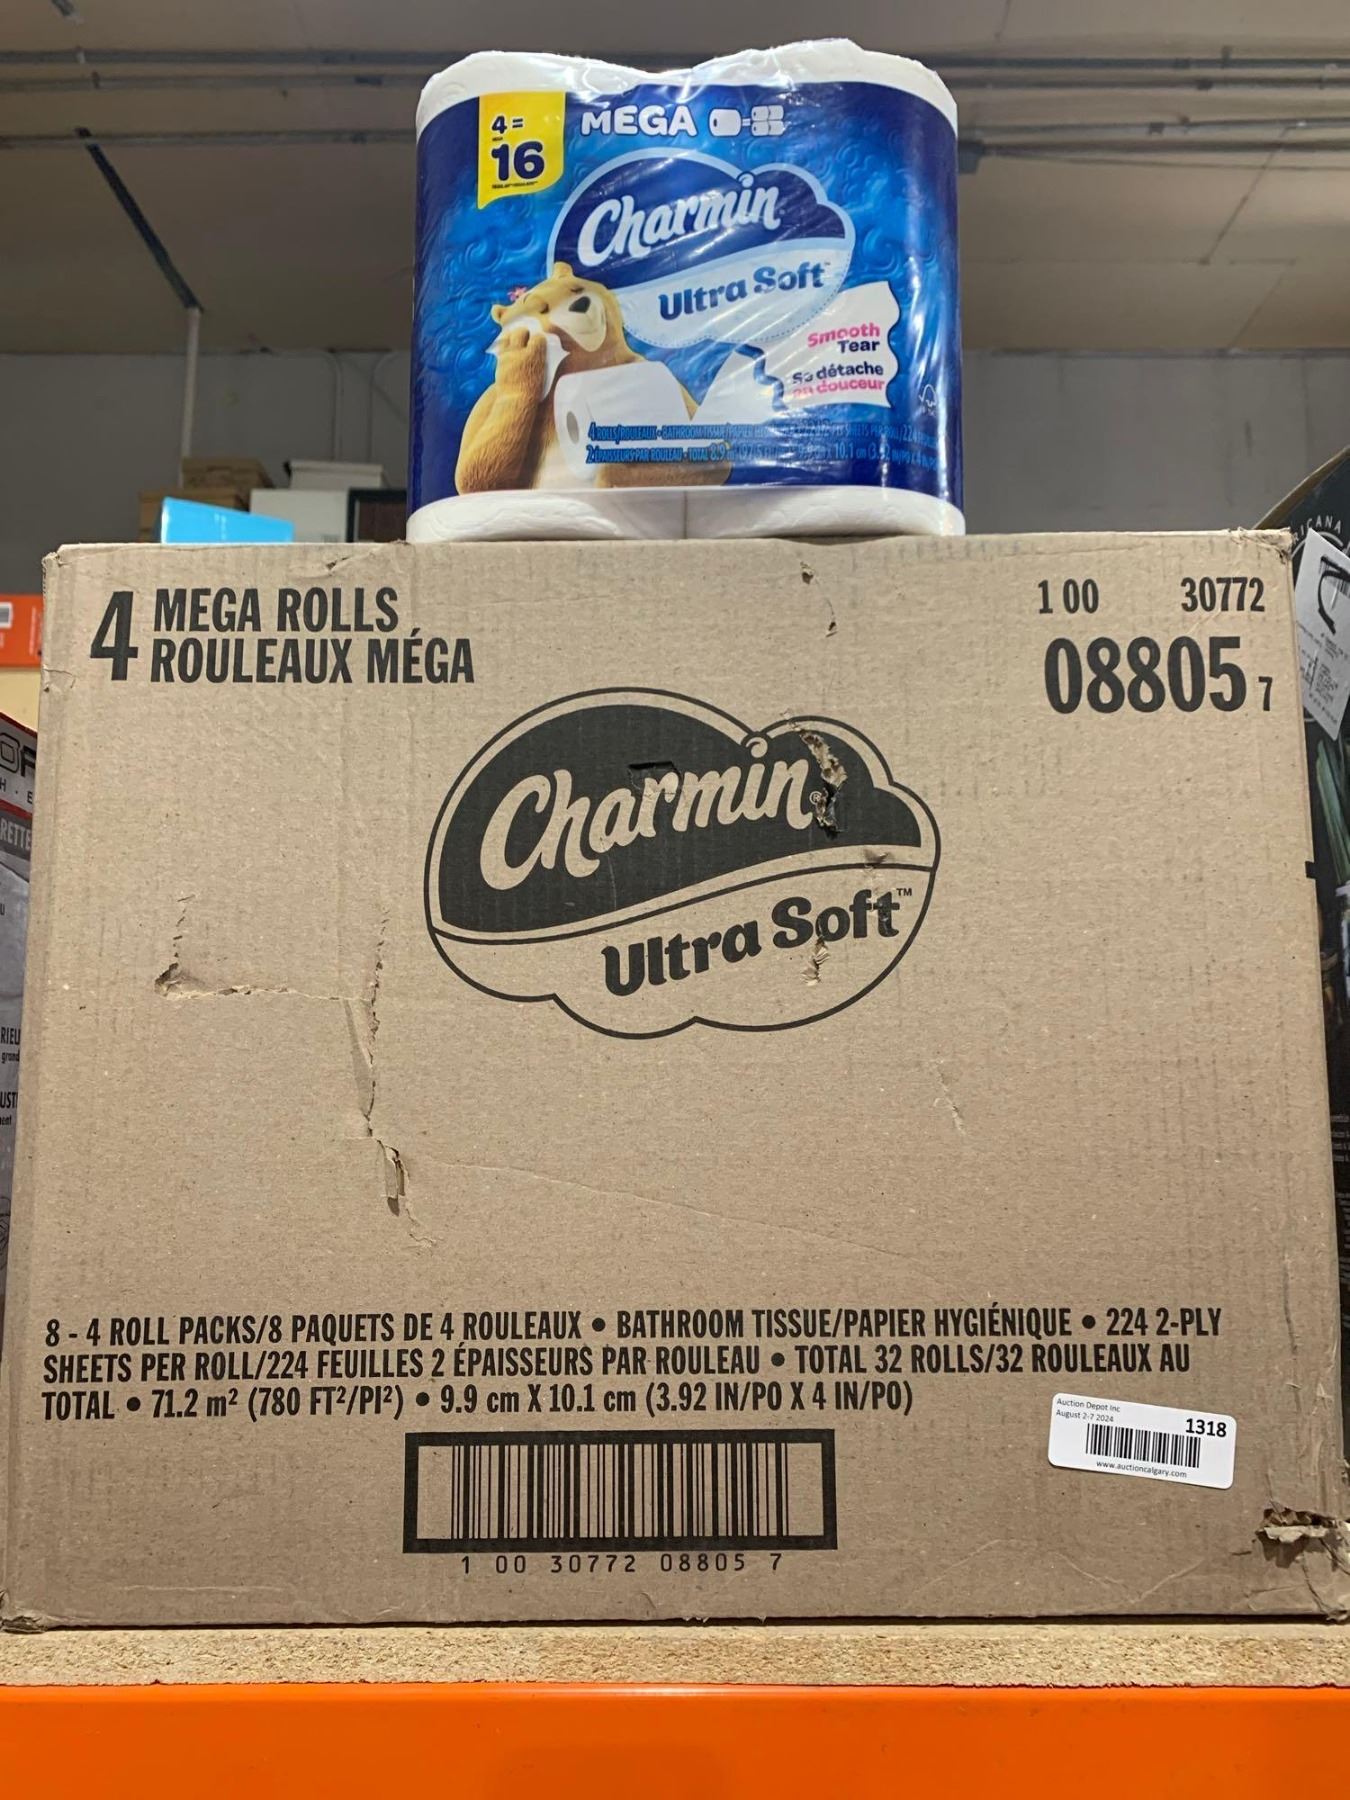 4=
16
MEGA
Charmin
Ultra Soft
Smooth
Tear
Se détache
en douceur
4 MEGA ROLLS
ROULEAUX MÉGA
1 00 30772
08805 7
Charmin®
Ultra Soft™
8 - 4 ROLL PACKS/8 PAQUETS DE 4 ROULEAUX • BATHROOM TISSUE/PAPIER HYGIÉNIQUE • 224 2-PLY
SHEETS PER ROLL/224 FEUILLES 2 ÉPAISSEURS PAR ROULEAU • TOTAL 32 ROLLS/32 ROULEAUX AU
TOTAL • 71.2 m² (780 FT²/PI²) • 9.9 cm X 10.1 cm (3.92 IN/PO X 4 IN/PO)
Auction Depot Inc
August 2-7 2024
1318
www.auctioncalgary.com
1 00 30772 08805 7